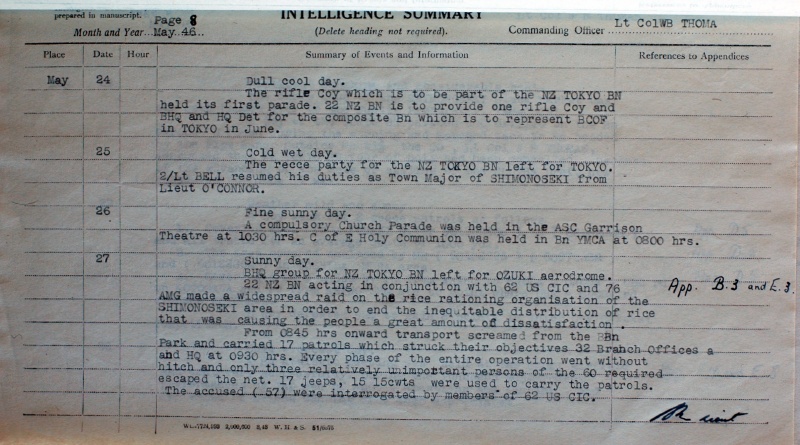 prepared in manuscript.
Page 8
INTELLIGENCE SUMMARY
Lt ColWB THOMA
Month and Year...May 46...
(Delete heading not required).
Commanding Officer
Place Date Hour Summary of Events and Information References to Appendices
May 24 Dull cool day.
The rifle Coy which is to be part of the NZ TOKYO BN
held its first parade. 22 NZ BN is to provide one rifle Coy and
BHQ and HQ Det for the composite Bn which is to represent BCOF
in TOKYO in June.
25 Cold wet day.
The recce party for the NZ TOKYO BN left for TOKYO.
2/Lt BELL resumed his duties as Town Major of SHIMONOSEKI from
Lieut O'CONNOR.
26 Fine sunny day.
A compulsory Church Parade was held in the ASC Garrison
Theatre at 1030 hrs. C of E Holy Communion was held in Bn YMCA at 0800 hrs.
27 Sunny day.
BHQ group for NZ TOKYO BN left for OZUKI aerodrome.
22 NZ BN acting in conjunction with 62 US CIC and 76 App. B.3 and E.3.
AMG made a widespread raid on the rice rationing organisation of the
SHIMONOSEKI area in order to end the inequitable distribution of rice
that was causing the people a great amount of dissatisfaction .
From 0845 hrs onward transport screamed from the Bn
Park and carried 17 patrols which struck their objectives 32 Branch Offices a
and HQ at 0930 hrs. Every phase of the entire operation went without
hitch and only three relatively unimportant persons of the 60 required
escaped the net. 17 jeeps, 15 15cwts were used to carry the patrols.
The accused ( 57) were interrogated by members of 62 US CIC.
W. H & S.